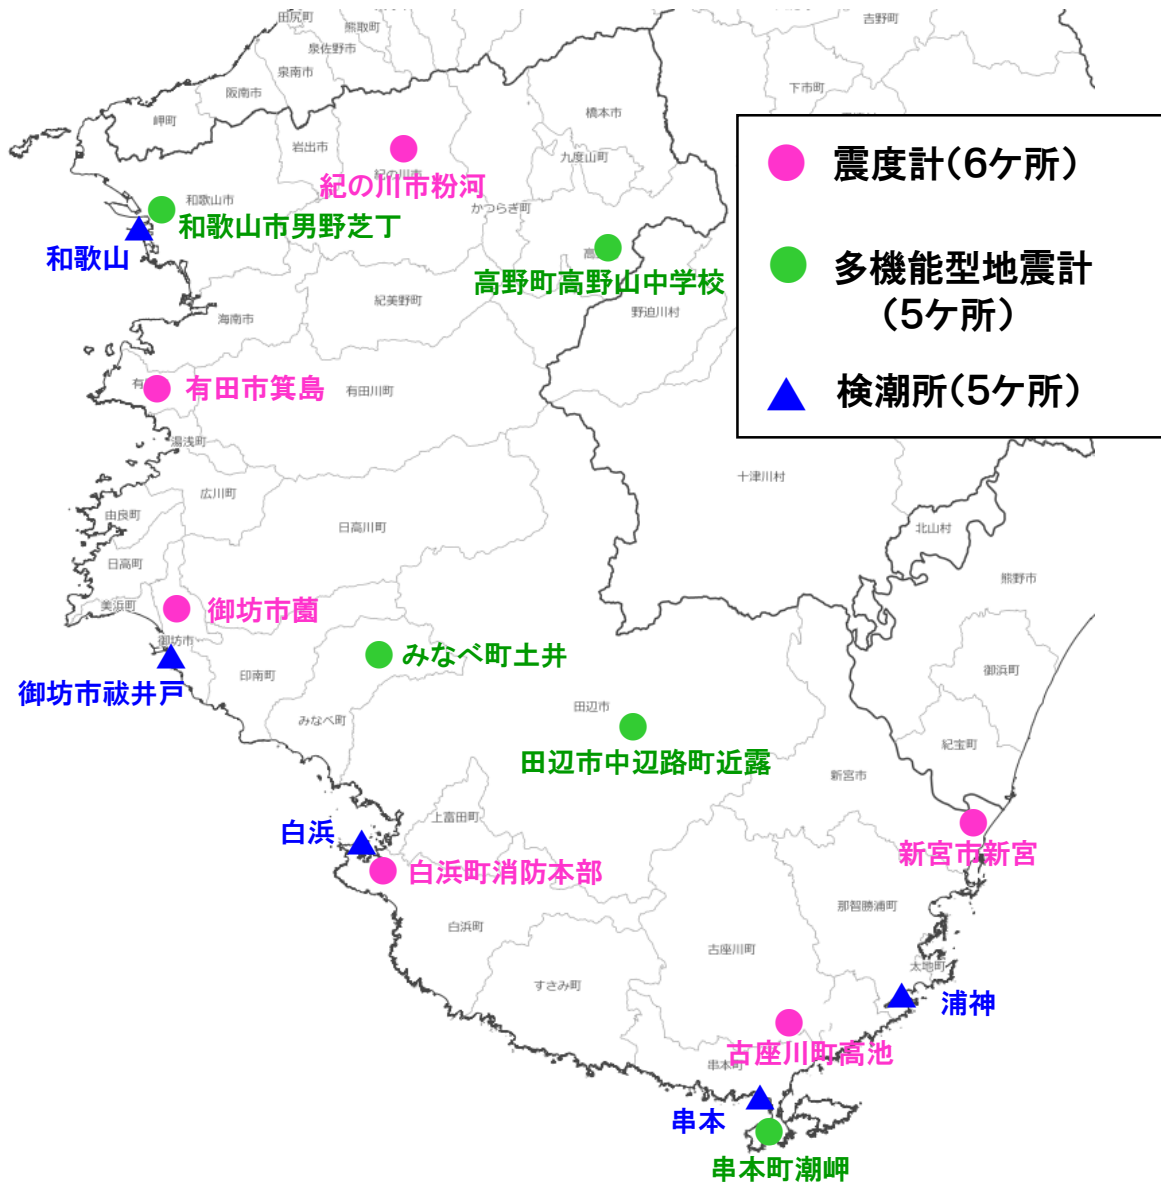 田尻町
熊取町
吉野町
泉佐野市
泉南市
下市町
阪南市
岬町
橋本市
岩出市
九度山町
紀の川市粉河
和歌山市
かつらぎ町
和歌山市男野芝丁
和歌山
高野町高野山中学校
紀美野町
海南市
野迫川村
震度計(6ケ所)
多機能型地震計
(5ケ所)
検潮所(5ケ所)
有田市箕島
有田川町
湯浅町
十津川村
広川町
由良町
日高川町
北山村
日高町
熊野市
美浜町
御坊市薗
御坊市
みなべ町土井
御坊市祓井戸
印南町
御浜町
みなべ町
田辺市
田辺市中辺路町近露
紀宝町
新宮市
上富田町
白浜
新宮市新宮
白浜町消防本部
那智勝浦町
白浜町
古座川町
太地町
すさみ町
浦神
古座川町高池
串本町
串本
串本町潮岬